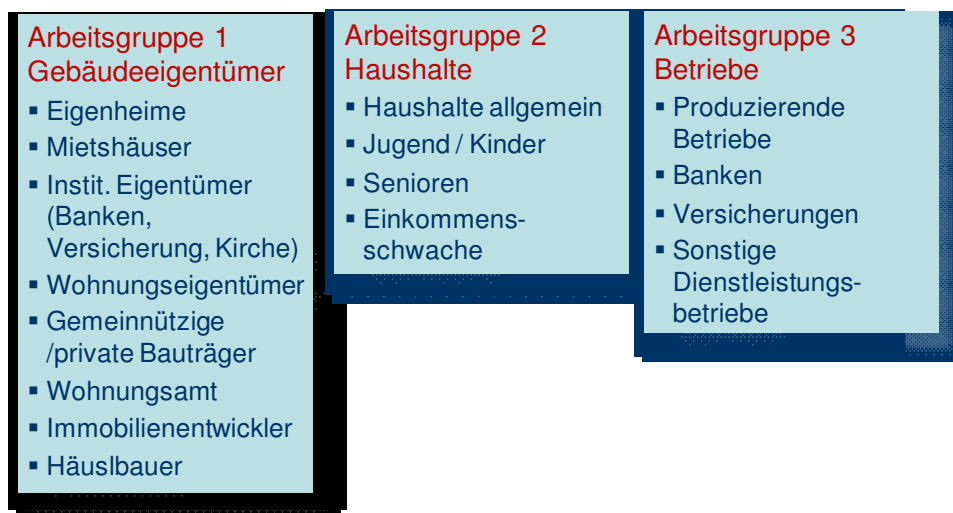 Arbeitsgruppe 1
Gebäudeeigentümer
▪ Eigenheime
▪ Mietshäuser
▪ Instit. Eigentümer
(Banken,
Versicherung, Kirche)
▪ Wohnungseigentümer
▪ Gemeinnützige
/private Bauträger
▪ Wohnungsamt
▪ Immobilienentwickler
▪ Häuslbauer
Arbeitsgruppe 2
Haushalte
▪ Haushalte allgemein
▪ Jugend / Kinder
▪ Senioren
▪ Einkommens-
schwache
Arbeitsgruppe 3
Betriebe
▪ Produzierende
Betriebe
▪ Banken
▪ Versicherungen
▪ Sonstige
Dienstleistungs-
betriebe